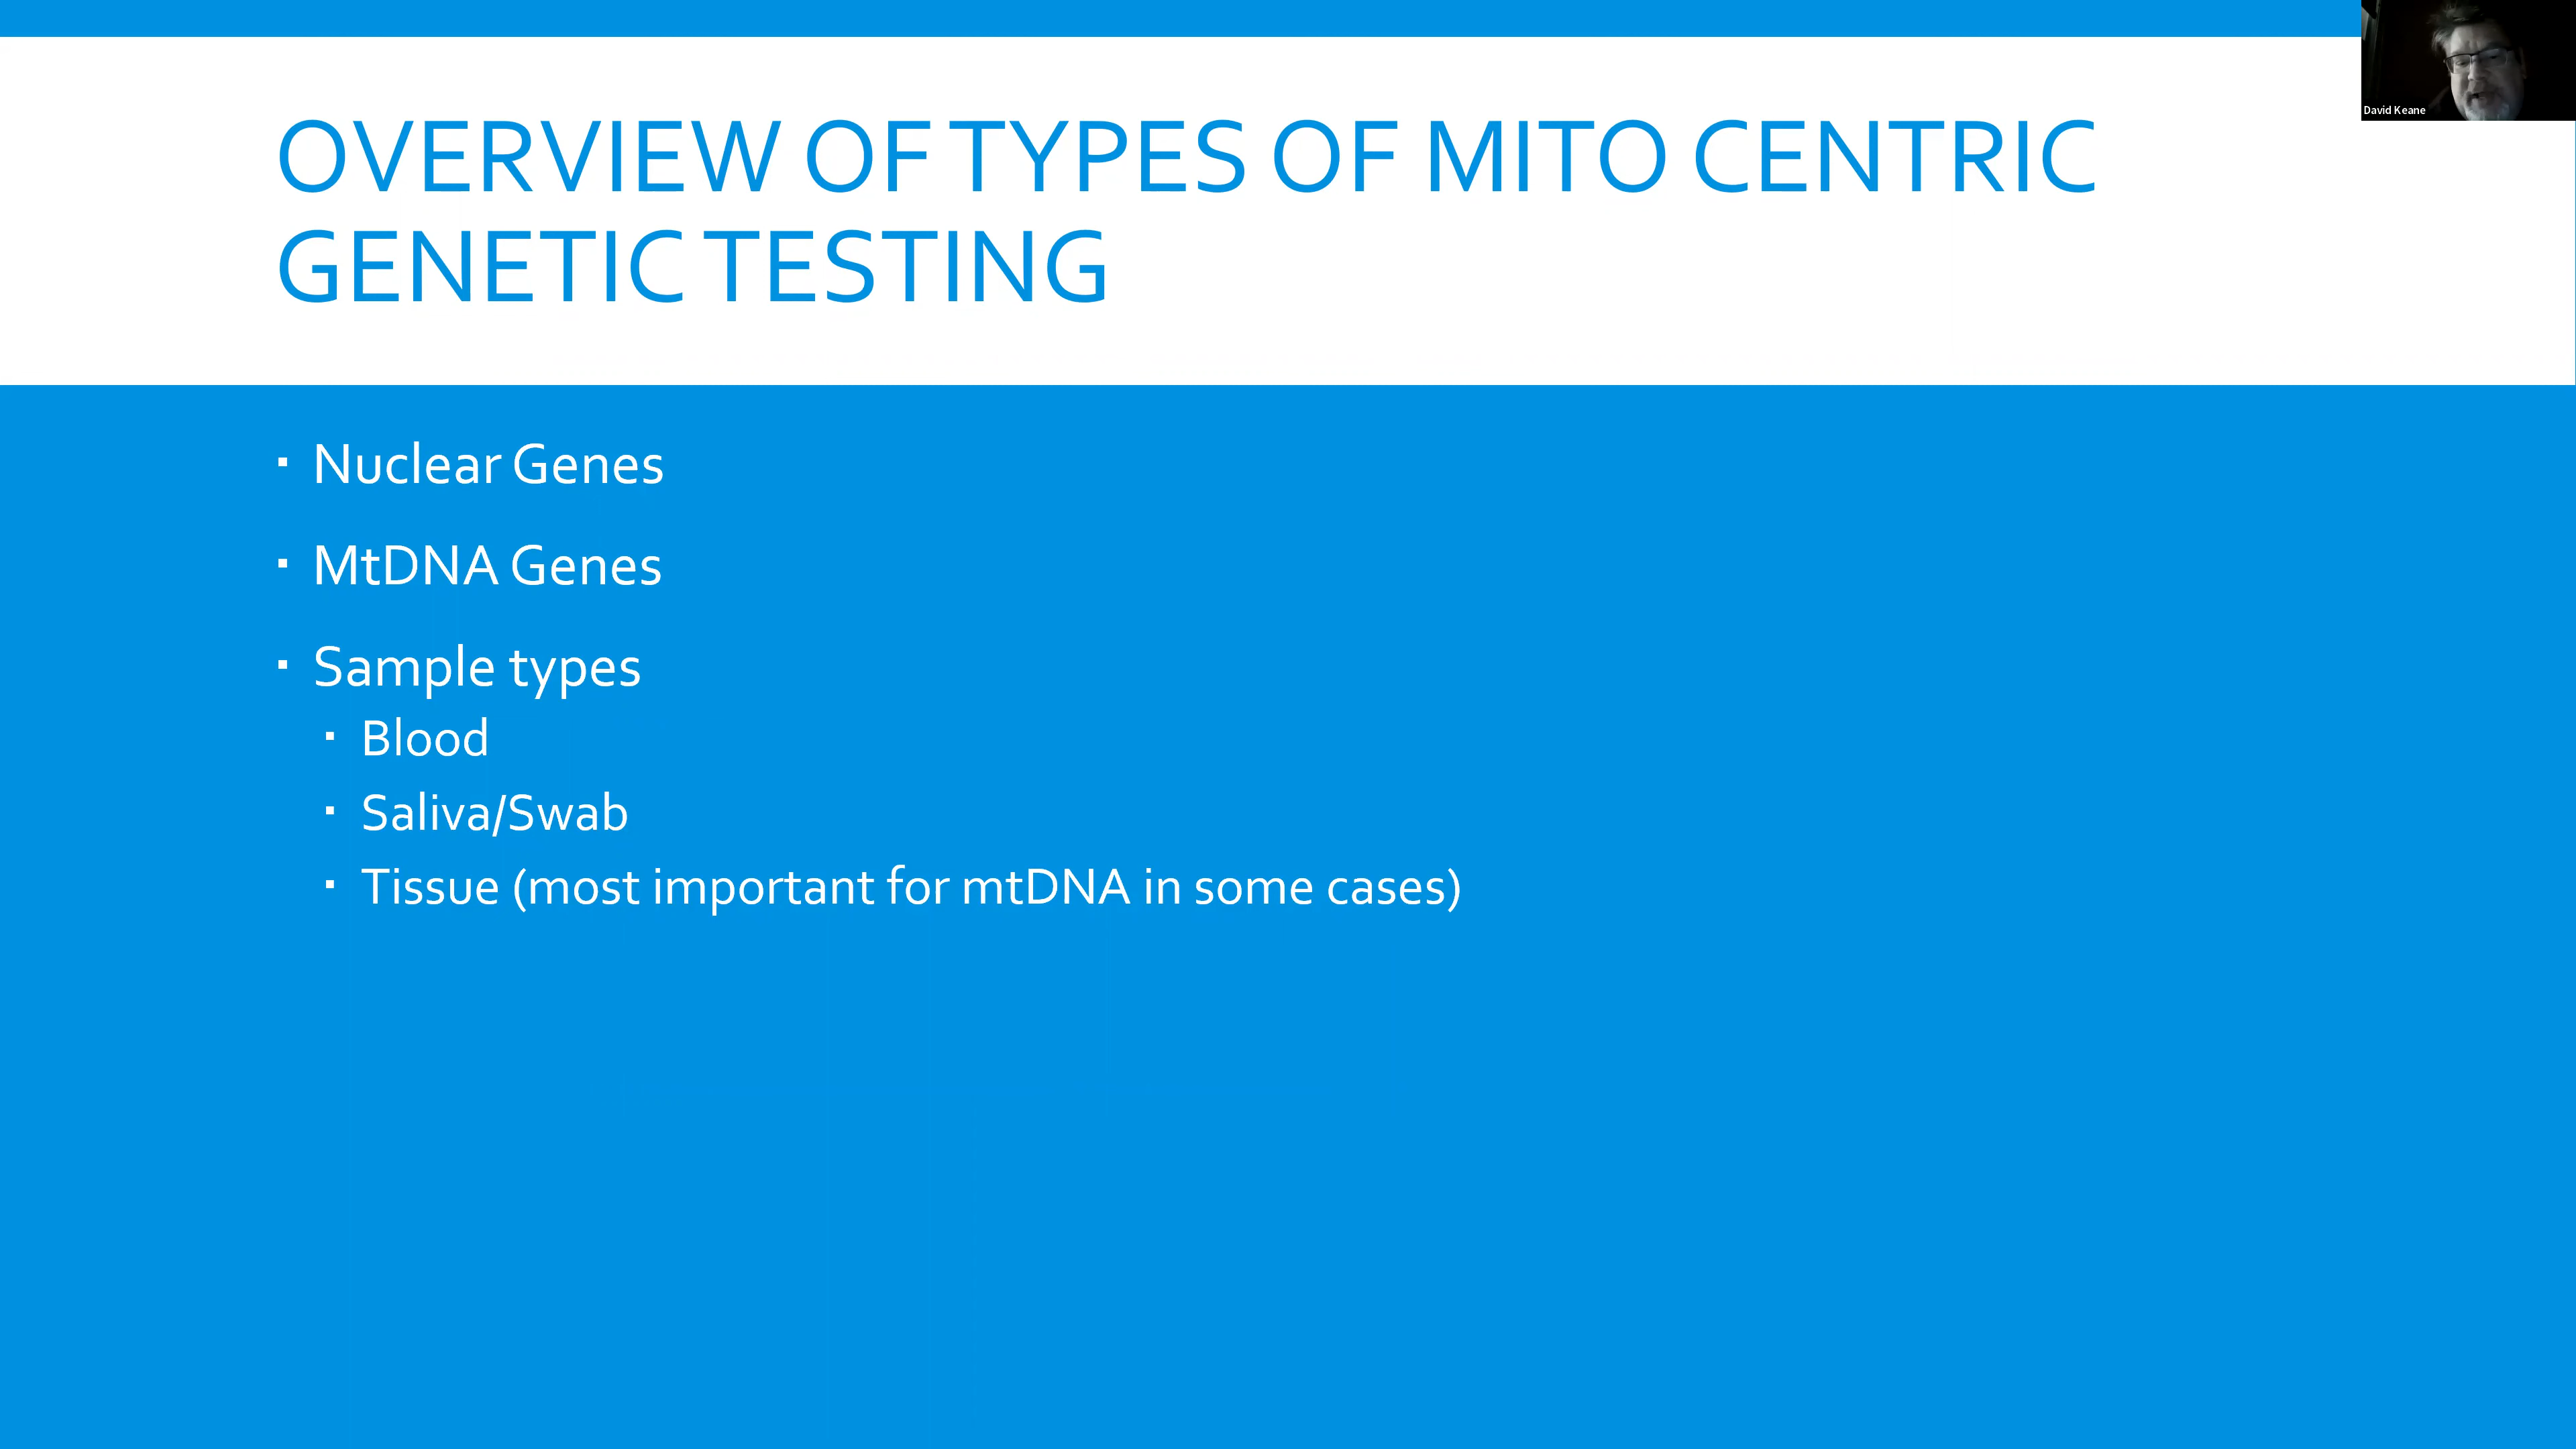 David Keane
OVERVIEW OF TYPES OF MITO CENTRIC
GENETIC TESTING
▪ Nuclear Genes
▪ MtDNA Genes
▪ Sample types
▪ Blood
▪ Saliva/Swab
▪ Tissue (most important for mtDNA in some cases)